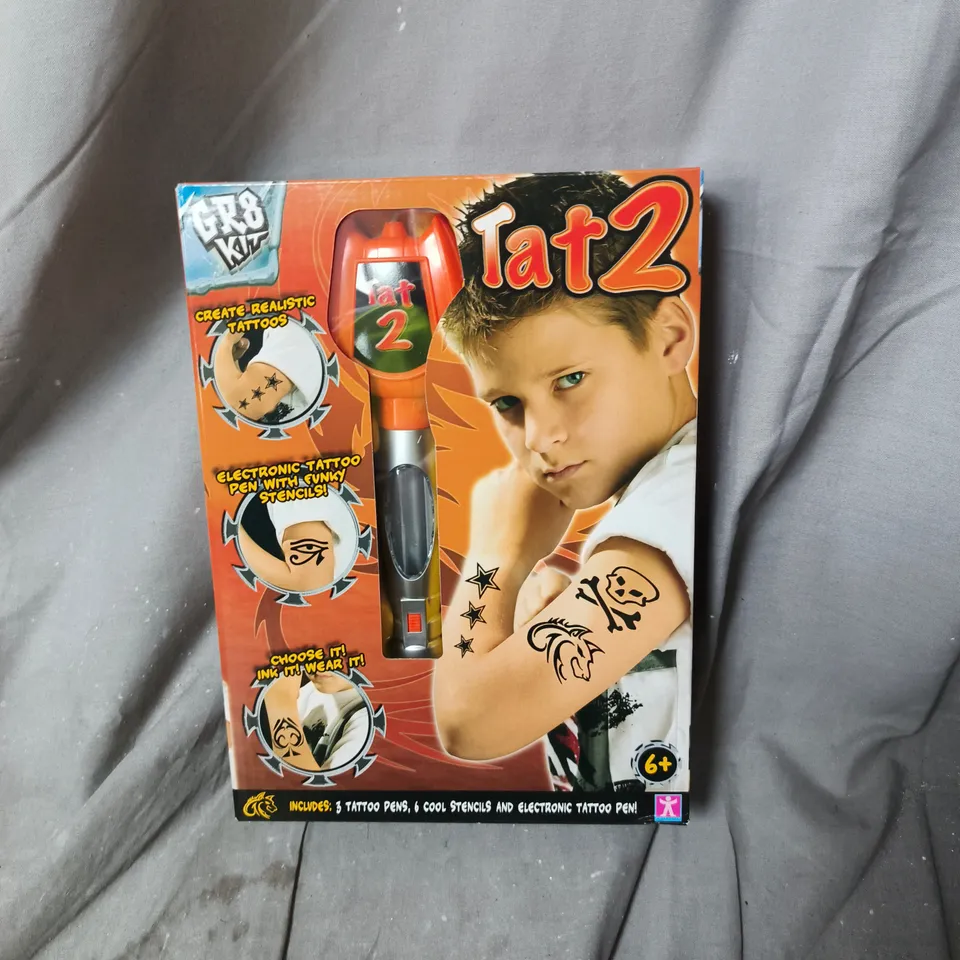 GR8
KIT
Tat2
Tat
2
CREATE REALISTIC
TATTOOS
ELECTRONIC TATTOO
PEN WITH FUNKY
STENCILS!
CHOOSE IT!
INK IT! WEAR IT!
6+
INCLUDES: 3 TATTOO PENS, 6 COOL STENCILS AND ELECTRONIC TATTOO PEN!